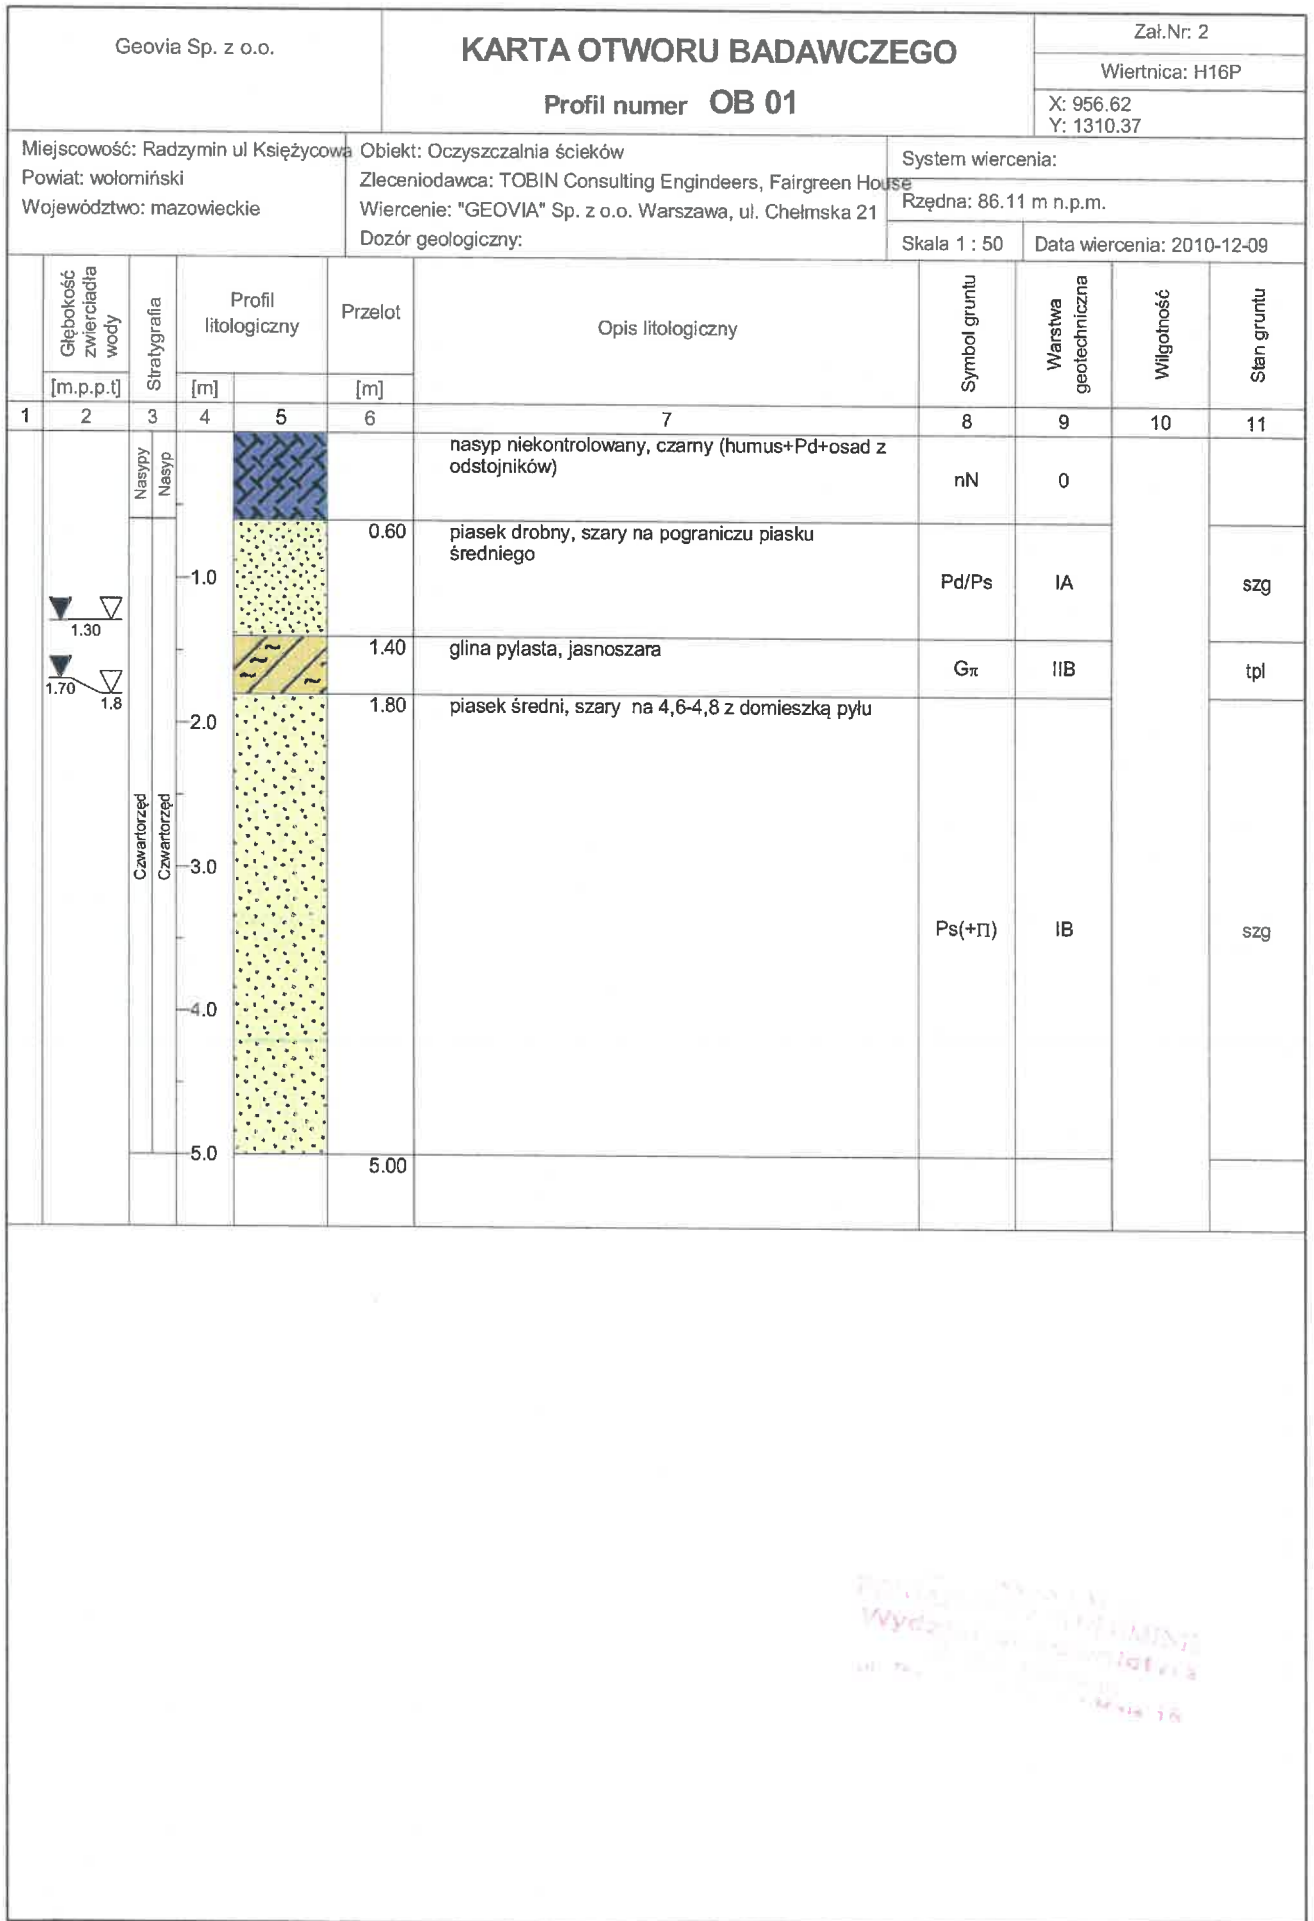 Geovia Sp. z o.o.
KARTA OTWORU BADAWCZEGO
Profil numer OB 01
Zał.Nr: 2
Wiertnica: H16P
X: 956.62
Y: 1310.37
Miejscowość: Radzymin ul Księżycowa
Powiat: wołomiński
Województwo: mazowieckie
Obiekt: Oczyszczalnia ścieków
Zleceniodawca: TOBIN Consulting Engindeers, Fairgreen House
Wiercenie: "GEOVIA" Sp. z o.o. Warszawa, ul. Chełmska 21
Dozór geologiczny:
System wiercenia:
Rzędna: 86.11 m n.p.m.
Skala 1 : 50
Data wiercenia: 2010-12-09
Głębokość zwierciadła wody
[m.p.p.t]
Stratygrafia
Profil litologiczny
[m]
Przelot
[m]
Opis litologiczny
Symbol gruntu
Warstwa geotechniczna
Wilgotność
Stan gruntu
1 2 3 4 5 6 7 8 9 10 11
Nasypy
Nasyp
nasyp niekontrolowany, czarny (humus+Pd+osad z
odstojników)
nN
0
0.60
piasek drobny, szary na pograniczu piasku
średniego
1.0
Pd/Ps
IA
szg
1.30
1.40
glina pylasta, jasnoszara
Gπ
IIB
tpl
1.70
1.8
1.80
piasek średni, szary na 4,6-4,8 z domieszką pyłu
2.0
Czwartorzęd
Czwartorzęd
3.0
Ps(+Π)
IB
szg
4.0
5.0
5.00